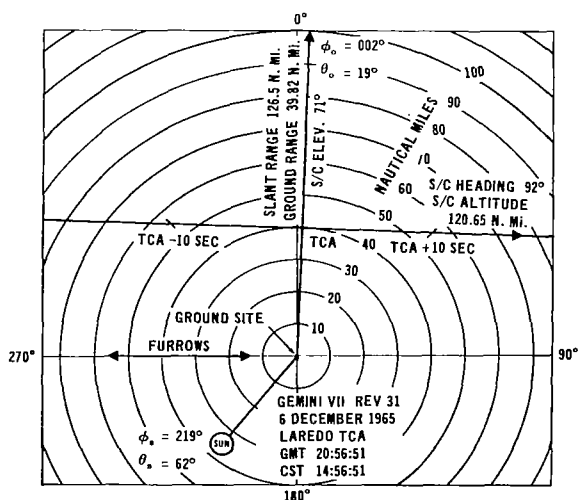 0°
ϕₒ = 002°
θₒ = 19°
SLANT RANGE 126.5 N. MI.
GROUND RANGE 39.82 N. MI.
S/C ELEV. 71°
NAUTICAL MILES
100
90
80
70
60
50
40
30
20
10
S/C HEADING 92°
S/C ALTITUDE
120.65 N. MI.
TCA -10 SEC
TCA
TCA +10 SEC
GROUND SITE
FURROWS
270°
90°
GEMINI VII REV 31
6 DECEMBER 1965
LAREDO TCA
GMT 20:56:51
CST 14:56:51
SUN
ϕₛ = 219°
θₛ = 62°
180°